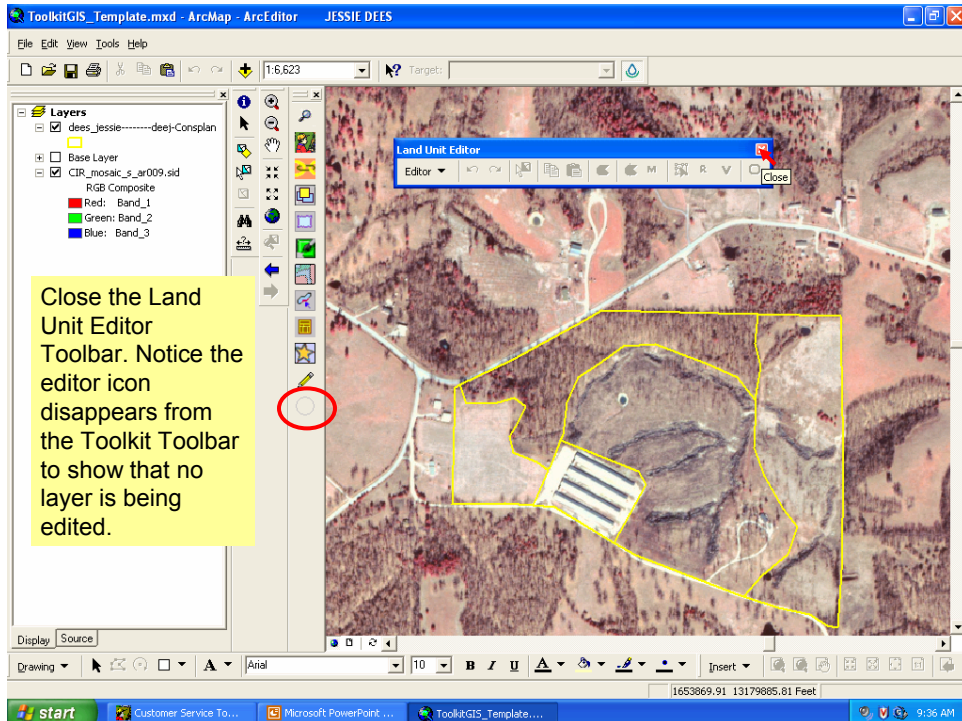 ToolkitGIS_Template.mxd - ArcMap - ArcEditor JESSIE DEES
File Edit View Tools Help
1:6,623
Target:
Layers
dees_jessie--------deej-Consplan
Base Layer
CIR_mosaic_s_ar009.sid
RGB Composite
Red: Band_1
Green: Band_2
Blue: Band_3
Land Unit Editor
Editor
M
R V
Close
Close the Land
Unit Editor
Toolbar. Notice the
editor icon
disappears from
the Toolkit Toolbar
to show that no
layer is being
edited.
Display Source
Drawing
A
Arial
10
B I U A
Insert
1653869.91 13179885.81 Feet
start
Customer Service To...
Microsoft PowerPoint ...
ToolkitGIS_Template....
9:36 AM